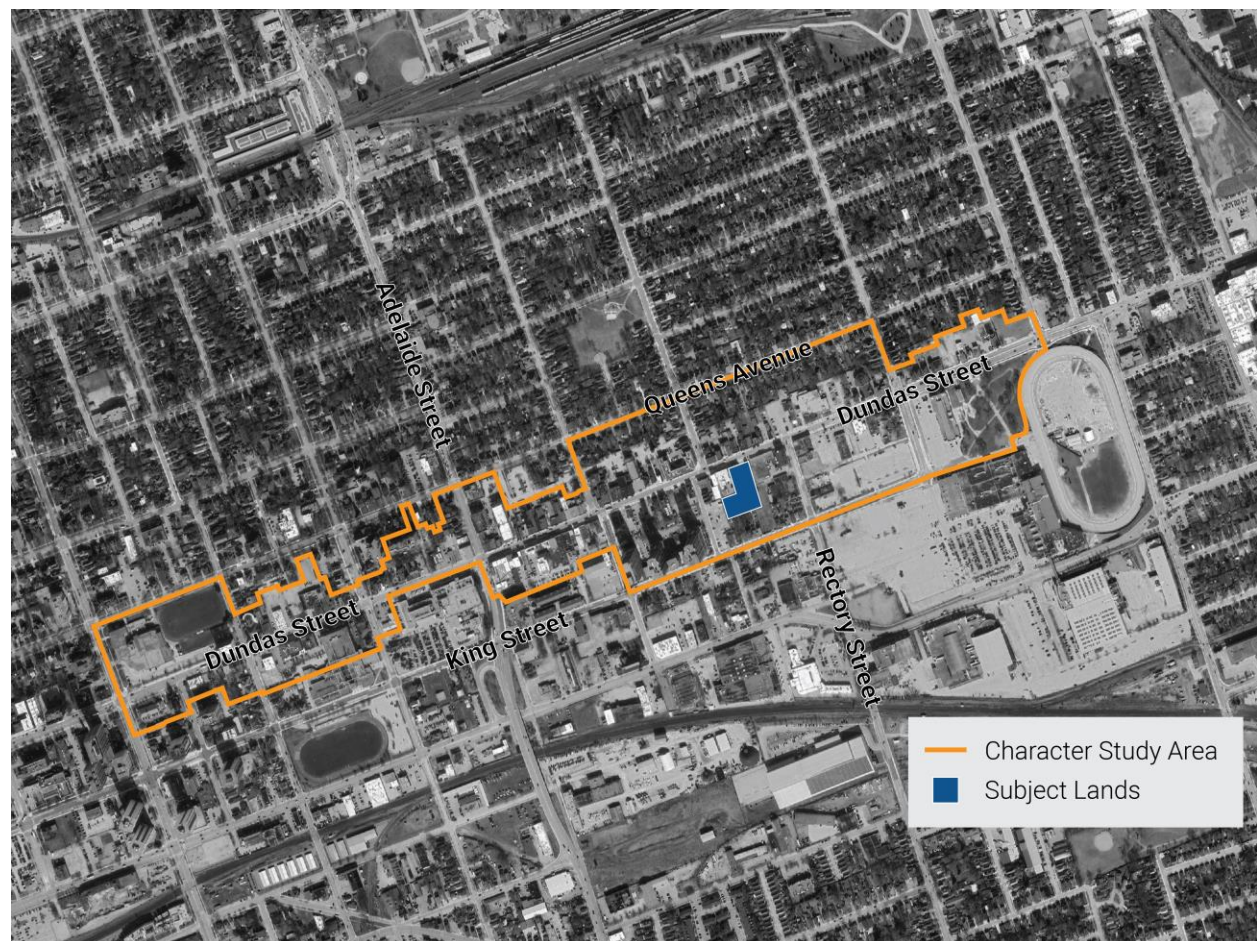 Adelaide Street
Queens Avenue
Dundas Street
Dundas Street
King Street
Rectory Street
Character Study Area
Subject Lands